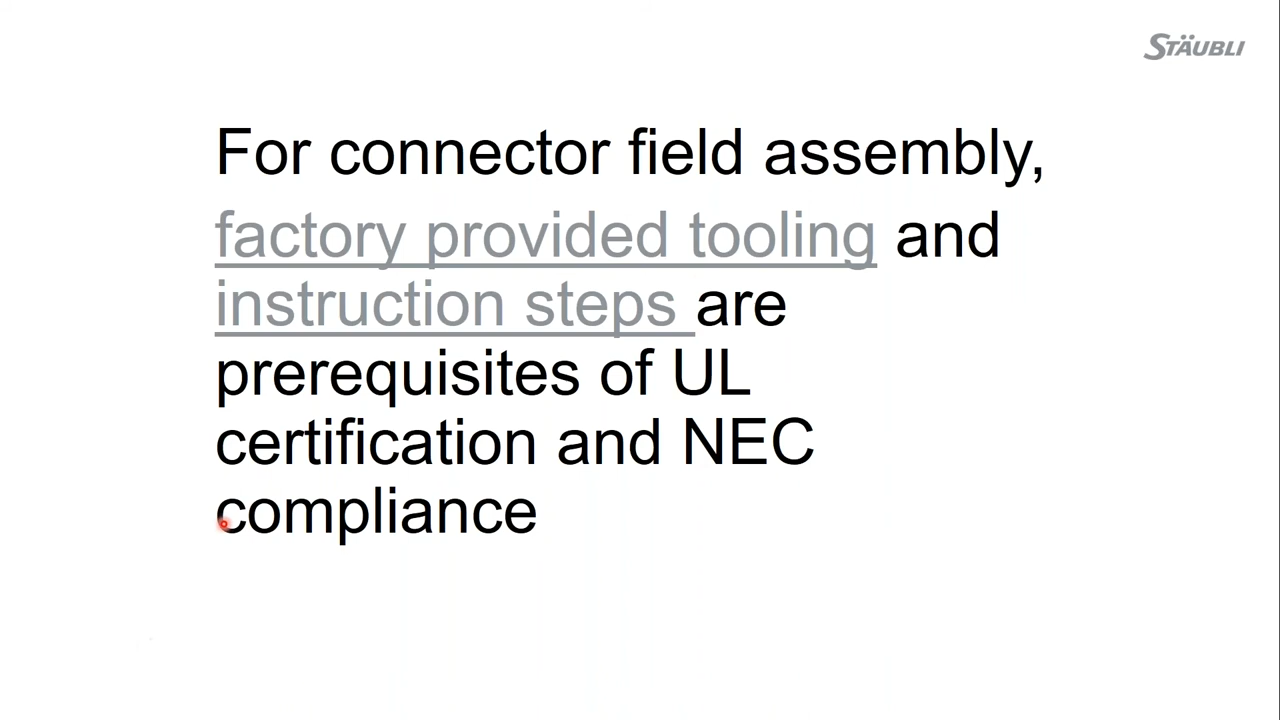 STÄUBLI
For connector field assembly,
factory provided tooling and
instruction steps are
prerequisites of UL
certification and NEC
compliance